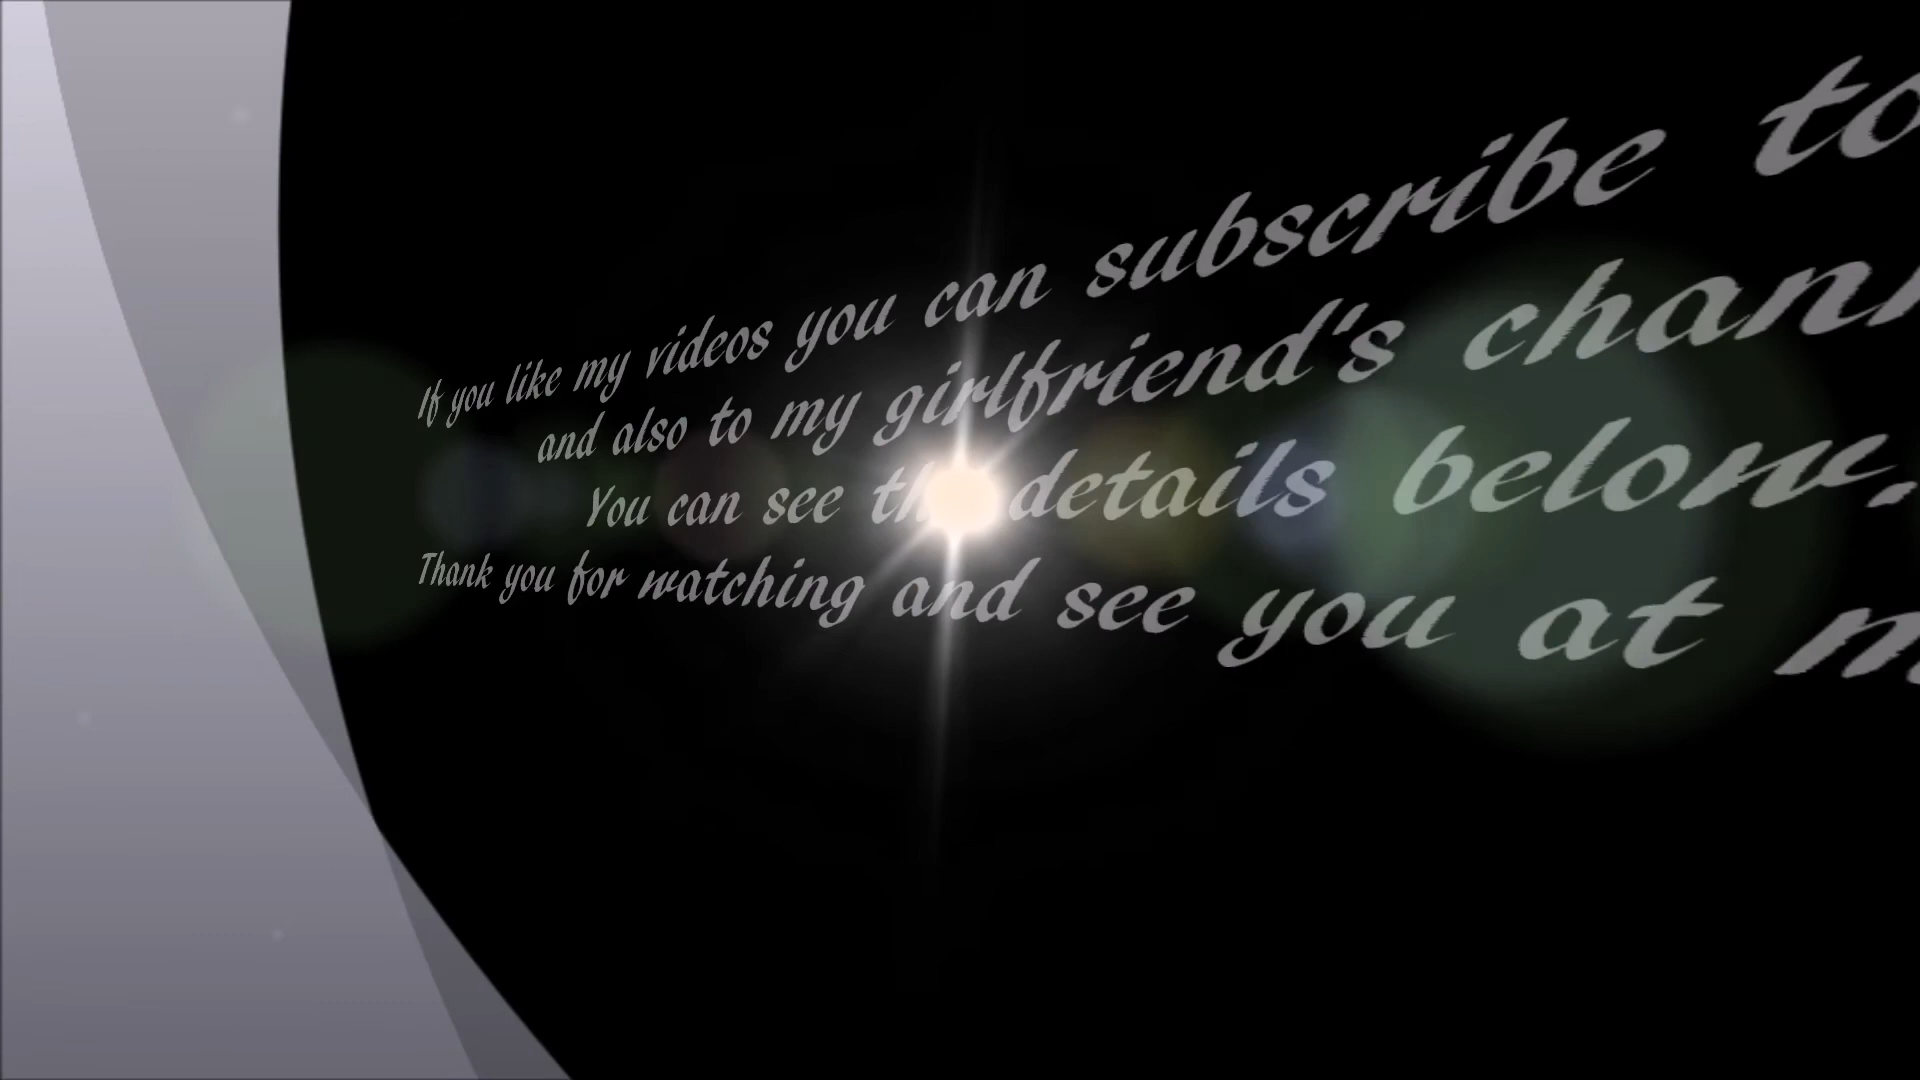 If you like my videos you can subscribe to
and also to my girlfriend's
You can see the details below.
Thank you for watching and see you at